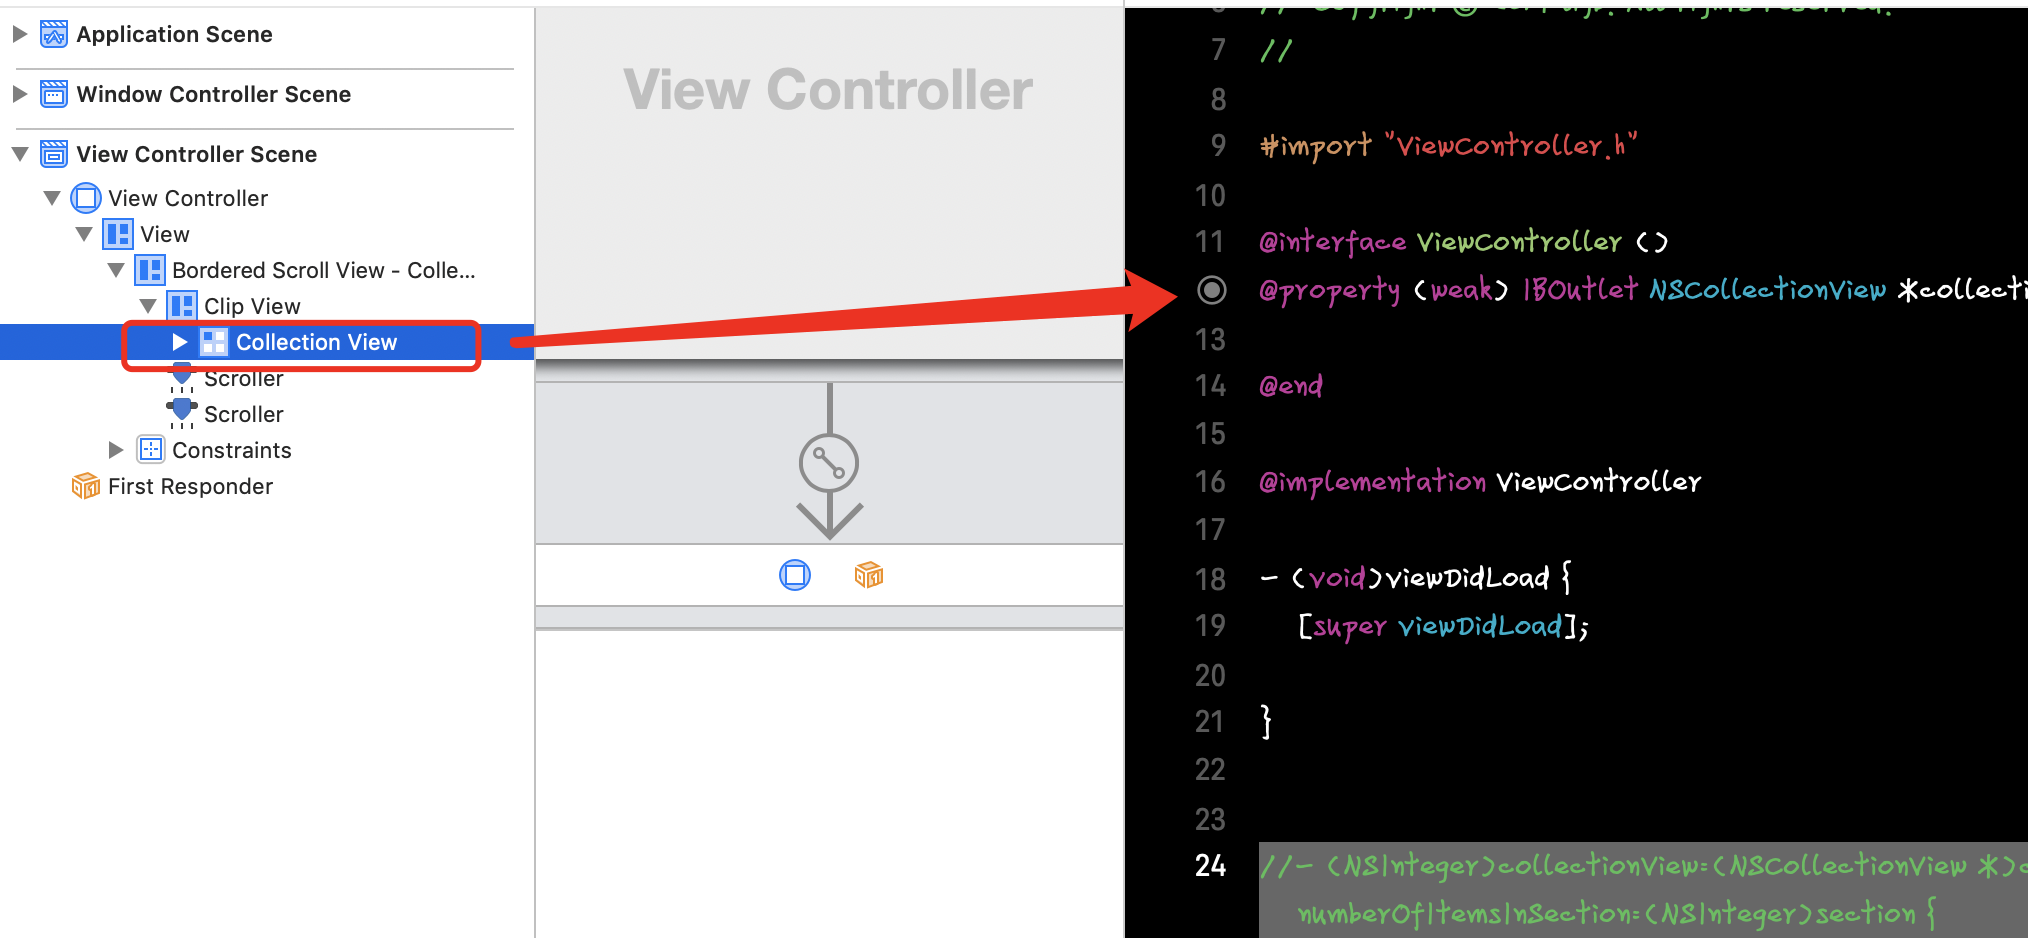 Application Scene
Window Controller Scene
View Controller Scene
View Controller
View
Bordered Scroll View - Colle...
Clip View
Collection View
Scroller
Scroller
Constraints
First Responder
View Controller
7 //
8
9 #import "ViewController.h"
10
11 @interface ViewController ()
@property (weak) IBOutlet NSCollectionView *collecti
13
14 @end
15
16 @implementation ViewController
17
18 - (void)viewDidLoad {
19 [super viewDidLoad];
20
21 }
22
23
24 //- (NSInteger)collectionView:(NSCollectionView *)c
numberOfItemsInSection:(NSInteger)section {